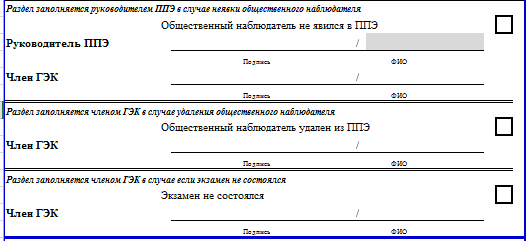 Раздел заполняется руководителем ППЭ в случае неявки общественного наблюдателя
Общественный наблюдатель не явился в ППЭ
Руководитель ППЭ /
Подпись ФИО
Член ГЭК /
Подпись ФИО
Раздел заполняется членом ГЭК в случае удаления общественного наблюдателя
Общественный наблюдатель удален из ППЭ
Член ГЭК /
Подпись ФИО
Раздел заполняется членом ГЭК в случае если экзамен не состоялся
Экзамен не состоялся
Член ГЭК /
Подпись ФИО